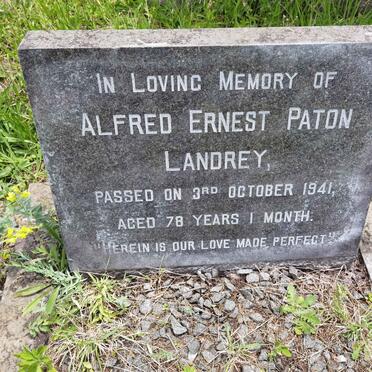 IN LOVING MEMORY OF
ALFRED ERNEST PATON
LANDREY,
PASSED ON 3RD OCTOBER 1941,
AGED 78 YEARS 1 MONTH.
"HEREIN IS OUR LOVE MADE PERFECT"